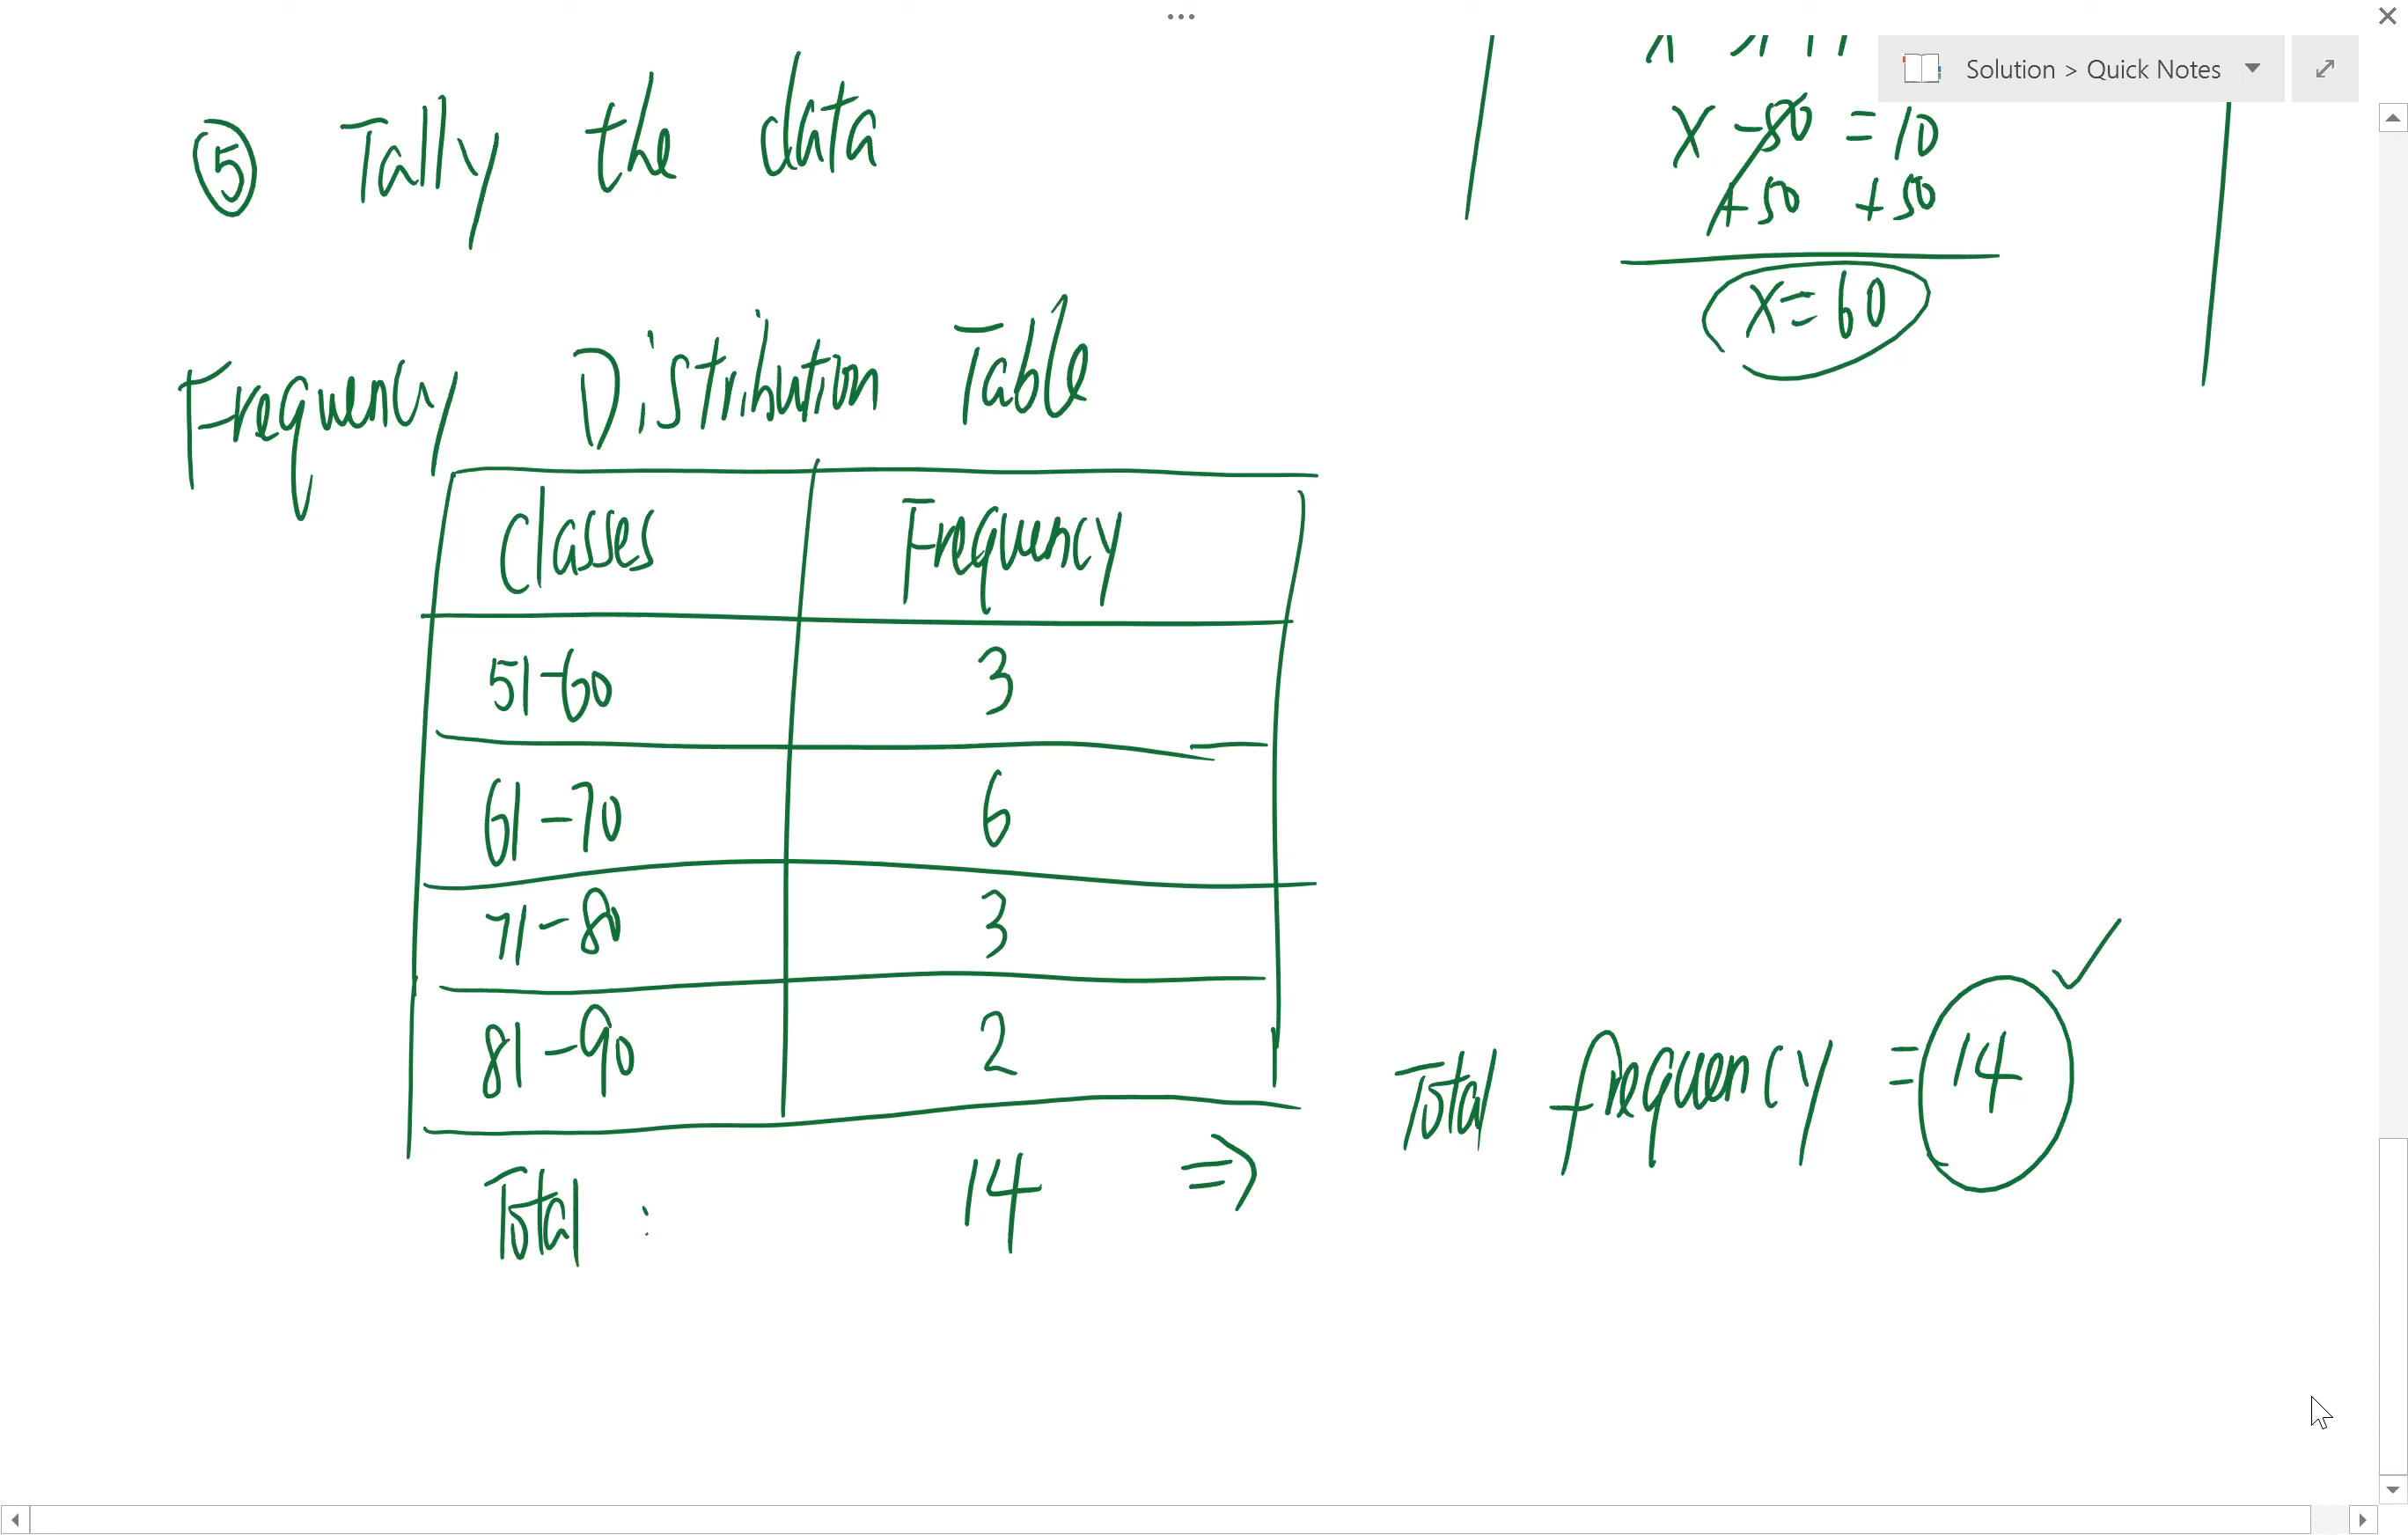 Solution > Quick Notes
⑤ Tally the data
x - 50 = 10
+ 50 + 50
x = 60
Frequency Distribution Table
Classes Frequency
51-60 3
61-70 6
71-80 3
81-90 2
Total : 14 ⇒ Total frequency = 14 ✓